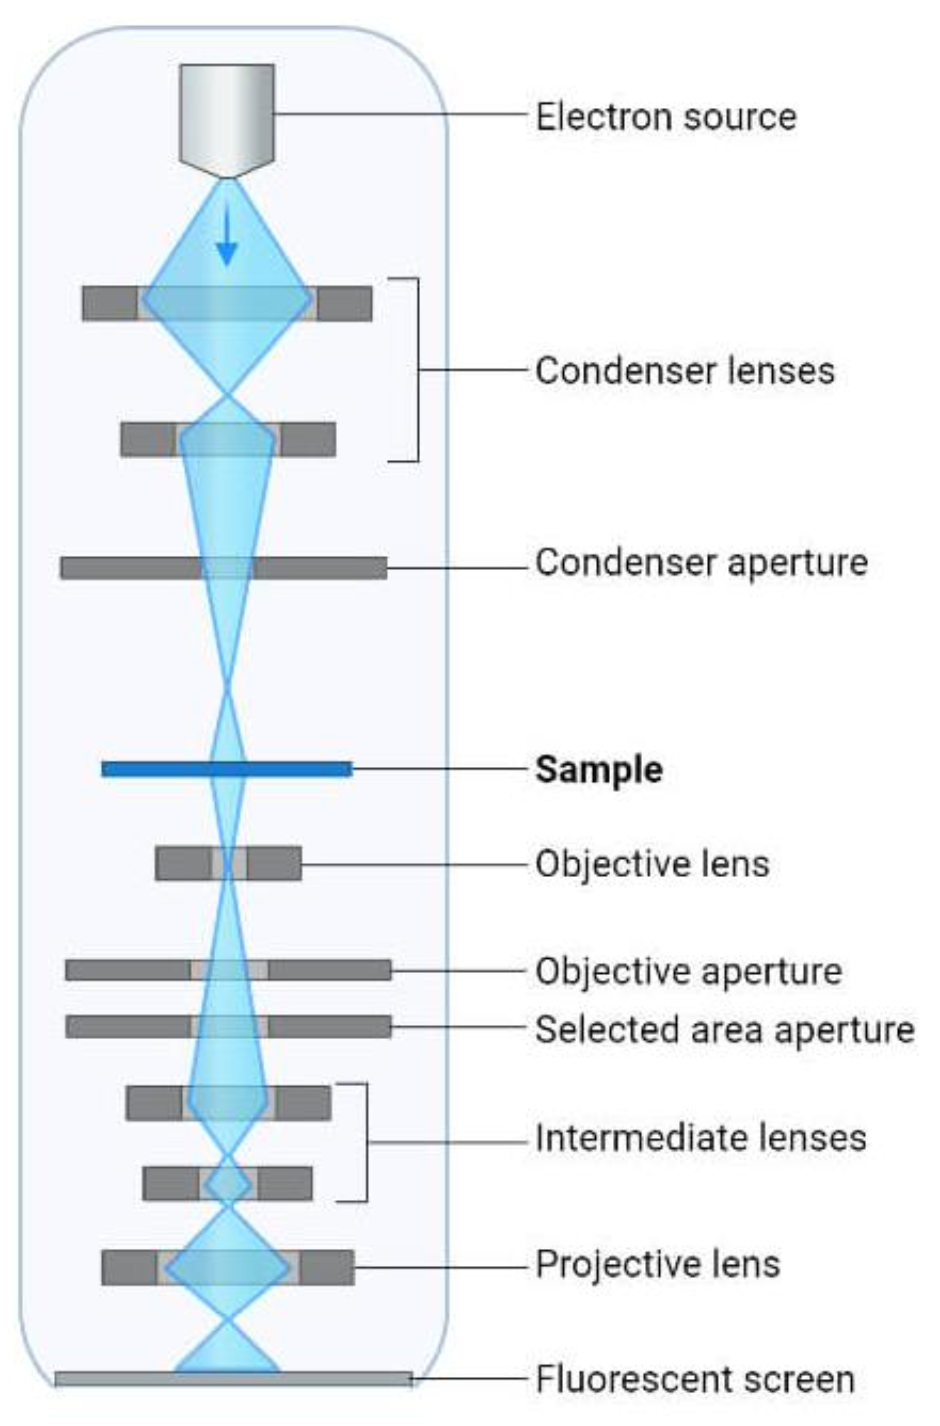 Electron source
Condenser lenses
Condenser aperture
Sample
Objective lens
Objective aperture
Selected area aperture
Intermediate lenses
Projective lens
Fluorescent screen